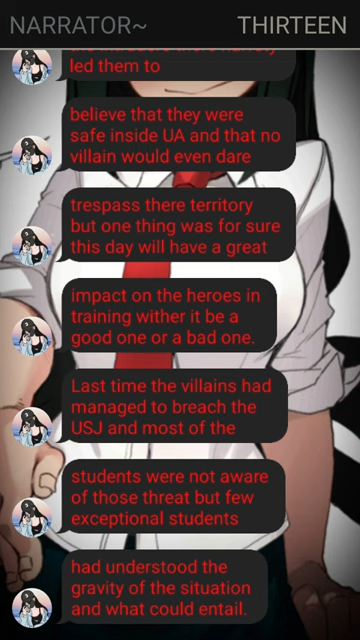 NARRATOR~ THIRTEEN
led them to
believe that they were
safe inside UA and that no
villain would even dare
trespass there territory
but one thing was for sure
this day will have a great
impact on the heroes in
training wither it be a
good one or a bad one.
Last time the villains had
managed to breach the
USJ and most of the
students were not aware
of those threat but few
exceptional students
had understood the
gravity of the situation
and what could entail.